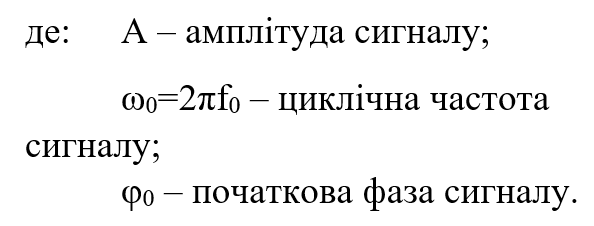 де: А – амплітуда сигналу;
ω₀=2πf₀ – циклічна частота
сигналу;
φ₀ – початкова фаза сигналу.